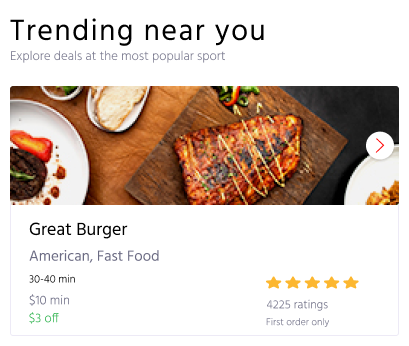 Trending near you
Explore deals at the most popular sport
Great Burger
American, Fast Food
30-40 min
$10 min
$3 off
4225 ratings
First order only